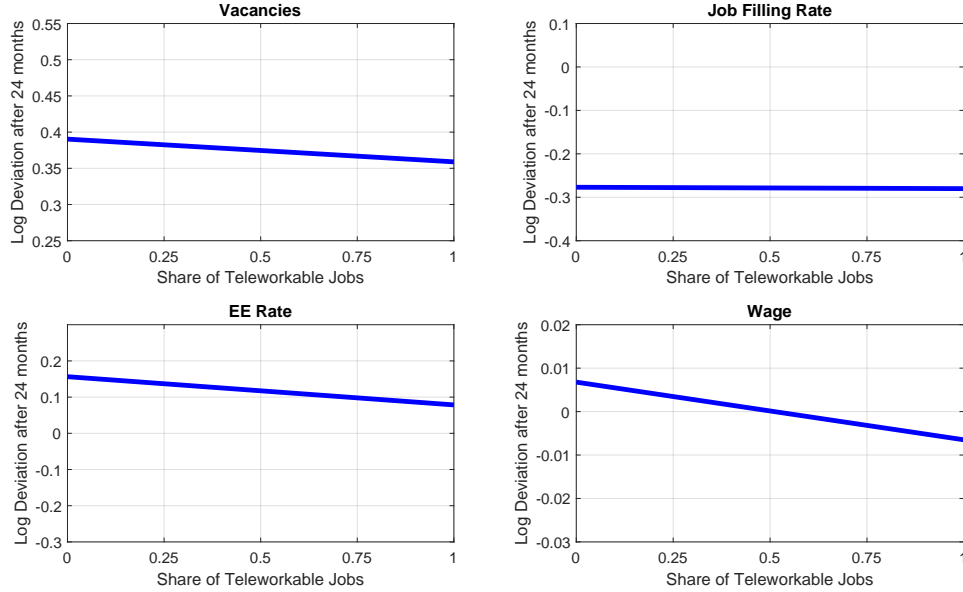 Vacancies
Log Deviation after 24 months
0.55
0.5
0.45
0.4
0.35
0.3
0.25
0 0.25 0.5 0.75 1
Share of Teleworkable Jobs
Job Filling Rate
Log Deviation after 24 months
0.1
0
-0.1
-0.2
-0.3
-0.4
0 0.25 0.5 0.75 1
Share of Teleworkable Jobs
EE Rate
Log Deviation after 24 months
0.2
0.1
0
-0.1
-0.2
-0.3
0 0.25 0.5 0.75 1
Share of Teleworkable Jobs
Wage
Log Deviation after 24 months
0.02
0.01
0
-0.01
-0.02
-0.03
0 0.25 0.5 0.75 1
Share of Teleworkable Jobs